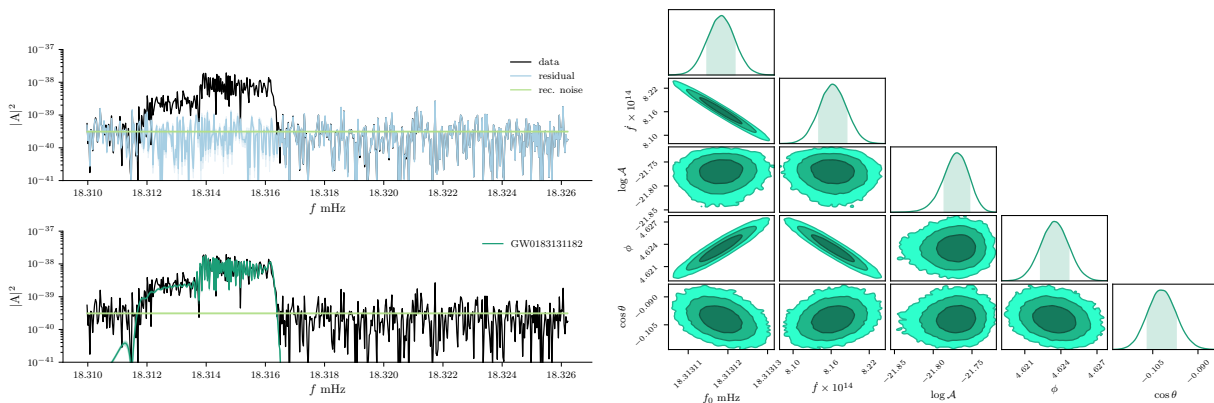 10⁻³⁷
10⁻³⁸
10⁻³⁹
10⁻⁴⁰
10⁻⁴¹
|A|²
data
residual
rec. noise
18.310 18.312 18.314 18.316 18.318 18.320 18.322 18.324 18.326
f mHz
10⁻³⁷
10⁻³⁸
10⁻³⁹
10⁻⁴⁰
10⁻⁴¹
|A|²
GW0183131182
18.310 18.312 18.314 18.316 18.318 18.320 18.322 18.324 18.326
f mHz
8.22
8.16
8.10
ḟ × 10¹⁴
−21.75
−21.80
−21.85
log 𝒜
4.627
4.624
4.621
ϕ
−0.090
−0.105
cos θ
18.31311 18.31312 18.31313
f₀ mHz
8.10 8.16 8.22
ḟ × 10¹⁴
−21.85 −21.80 −21.75
log 𝒜
4.621 4.624 4.627
ϕ
−0.105 −0.090
cos θ